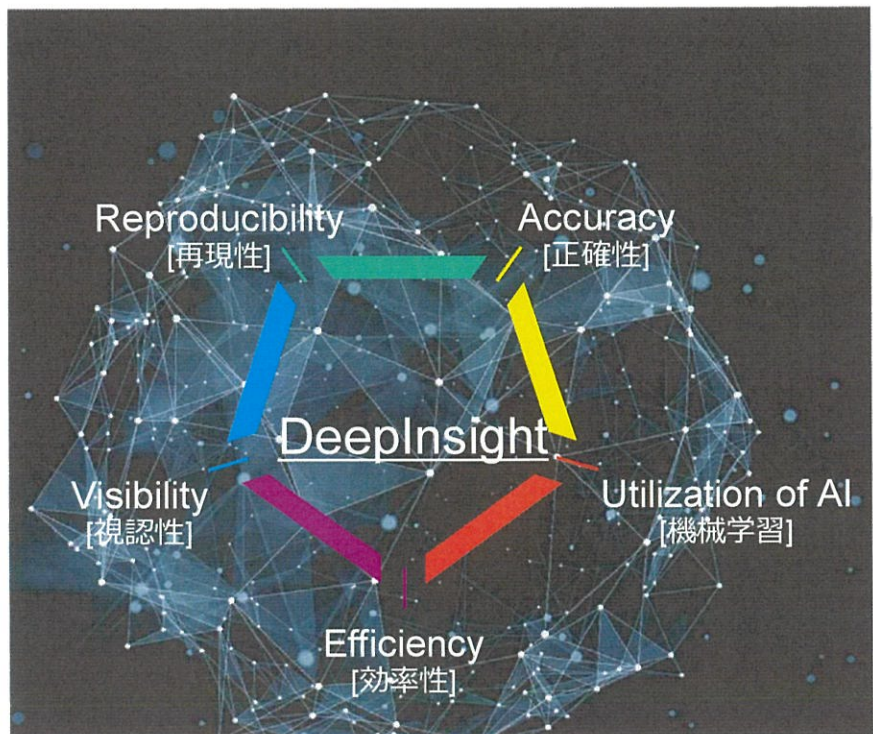 Reproducibility
[再現性]
Accuracy
[正確性]
DeepInsight
Visibility
[視認性]
Utilization of AI
[機械学習]
Efficiency
[効率性]